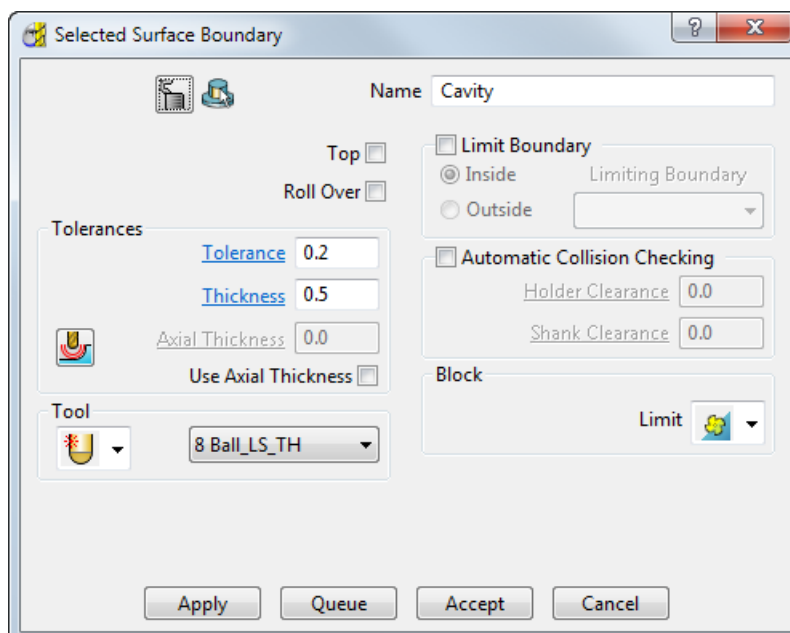 Selected Surface Boundary
?
X
Name Cavity
Top
Roll Over
Limit Boundary
Inside Limiting Boundary
Outside
Tolerances
Tolerance 0.2
Thickness 0.5
Axial Thickness 0.0
Use Axial Thickness
Automatic Collision Checking
Holder Clearance 0.0
Shank Clearance 0.0
Tool
8 Ball_LS_TH
Block
Limit
Apply Queue Accept Cancel